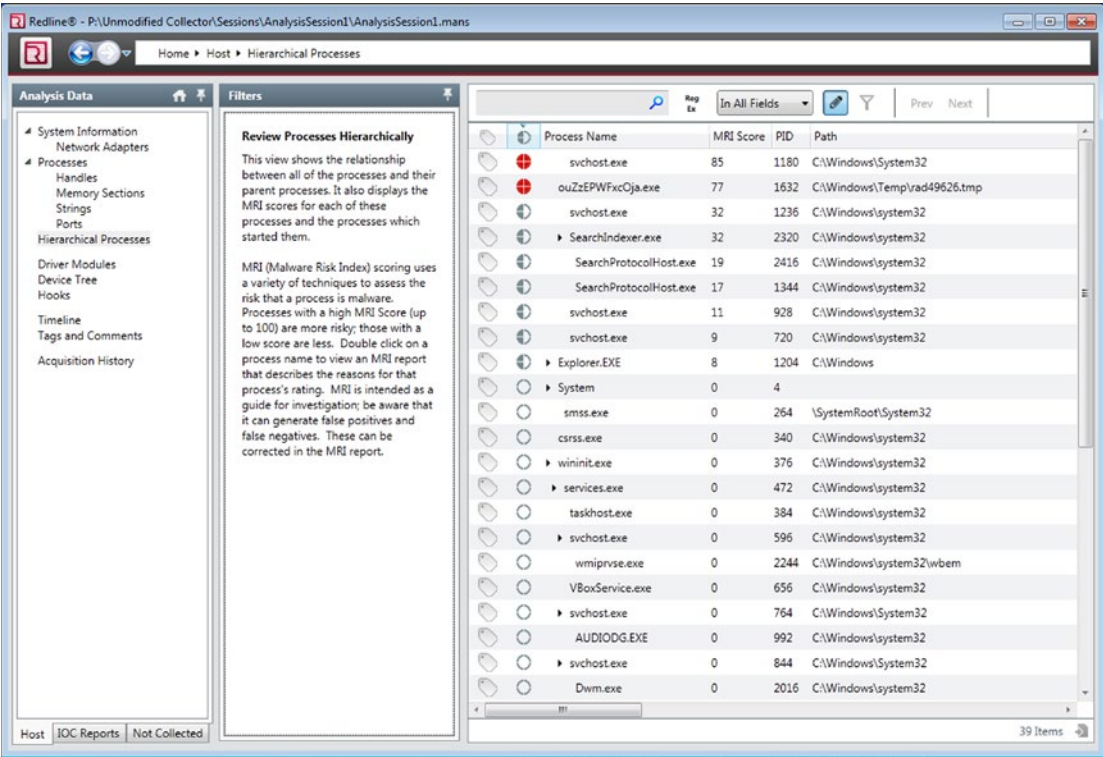 Redline® - P:\Unmodified Collector\Sessions\AnalysisSession1\AnalysisSession1.mans
Home ▸ Host ▸ Hierarchical Processes
Analysis Data
System Information
Network Adapters
Processes
Handles
Memory Sections
Strings
Ports
Hierarchical Processes
Driver Modules
Device Tree
Hooks
Timeline
Tags and Comments
Acquisition History
Host IOC Reports Not Collected
Filters
Review Processes Hierarchically
This view shows the relationship
between all of the processes and their
parent processes. It also displays the
MRI scores for each of these
processes and the processes which
started them.
MRI (Malware Risk Index) scoring uses
a variety of techniques to assess the
risk that a process is malware.
Processes with a high MRI Score (up
to 100) are more risky; those with a
low score are less. Double click on a
process name to view an MRI report
that describes the reasons for that
process's rating. MRI is intended as a
guide for investigation; be aware that
it can generate false positives and
false negatives. These can be
corrected in the MRI report.
Reg Ex In All Fields Prev Next
Process Name MRI Score PID Path
svchost.exe 85 1180 C:\Windows\System32
ouZzEPWFxcOja.exe 77 1632 C:\Windows\Temp\rad49626.tmp
svchost.exe 32 1236 C:\Windows\system32
SearchIndexer.exe 32 2320 C:\Windows\system32
SearchProtocolHost.exe 19 2416 C:\Windows\system32
SearchProtocolHost.exe 17 1344 C:\Windows\system32
svchost.exe 11 928 C:\Windows\system32
svchost.exe 9 720 C:\Windows\system32
Explorer.EXE 8 1204 C:\Windows
System 0 4
smss.exe 0 264 \SystemRoot\System32
csrss.exe 0 340 C:\Windows\system32
wininit.exe 0 376 C:\Windows\system32
services.exe 0 472 C:\Windows\system32
taskhost.exe 0 384 C:\Windows\system32
svchost.exe 0 596 C:\Windows\system32
wmiprvse.exe 0 2244 C:\Windows\system32\wbem
VBoxService.exe 0 656 C:\Windows\system32
svchost.exe 0 764 C:\Windows\System32
AUDIODG.EXE 0 992 C:\Windows\system32
svchost.exe 0 844 C:\Windows\System32
Dwm.exe 0 2016 C:\Windows\system32
39 Items